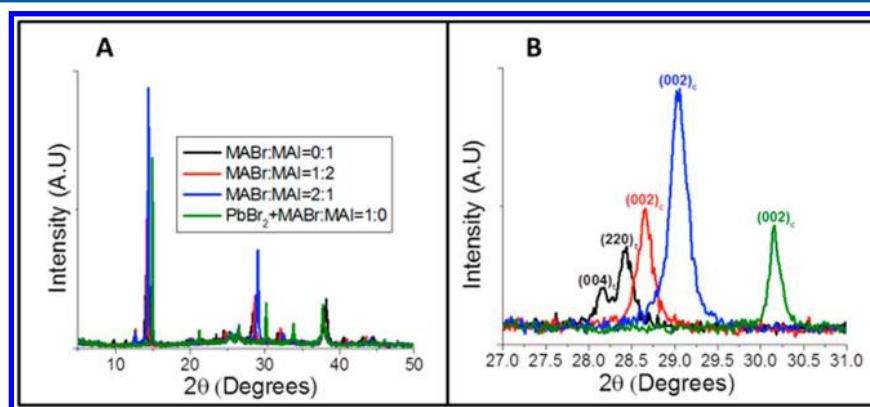 A
Intensity (A.U)
MABr:MAI=0:1
MABr:MAI=1:2
MABr:MAI=2:1
PbBr₂+MABr:MAI=1:0
10 20 30 40 50
2θ (Degrees)
B
Intensity (A.U)
(002)c
(002)c
(002)c
(220)t
(004)t
27.0 27.5 28.0 28.5 29.0 29.5 30.0 30.5 31.0
2θ (Degrees)